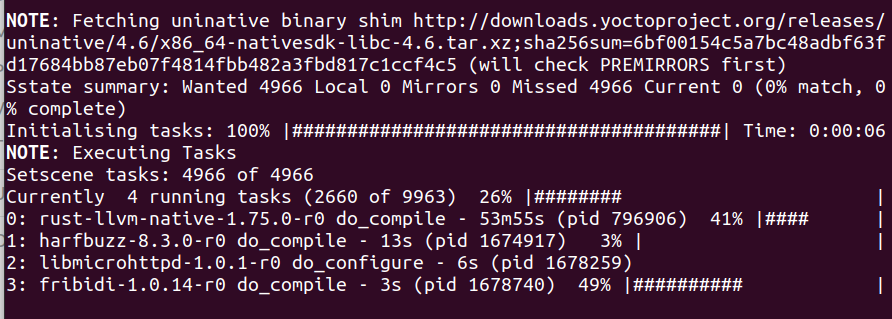 NOTE: Fetching uninative binary shim http://downloads.yoctoproject.org/releases/
uninative/4.6/x86_64-nativesdk-libc-4.6.tar.xz;sha256sum=6bf00154c5a7bc48adbf63f
d17684bb87eb07f4814fbb482a3fbd817c1ccf4c5 (will check PREMIRRORS first)
Sstate summary: Wanted 4966 Local 0 Mirrors 0 Missed 4966 Current 0 (0% match, 0
% complete)
Initialising tasks: 100% |#######################################| Time: 0:00:06
NOTE: Executing Tasks
Setscene tasks: 4966 of 4966
Currently  4 running tasks (2660 of 9963)  26% |########                       |
0: rust-llvm-native-1.75.0-r0 do_compile - 53m55s (pid 796906)  41% |####      |
1: harfbuzz-8.3.0-r0 do_compile - 13s (pid 1674917)   3% |                     |
2: libmicrohttpd-1.0.1-r0 do_configure - 6s (pid 1678259)
3: fribidi-1.0.14-r0 do_compile - 3s (pid 1678740)  49% |##########            |